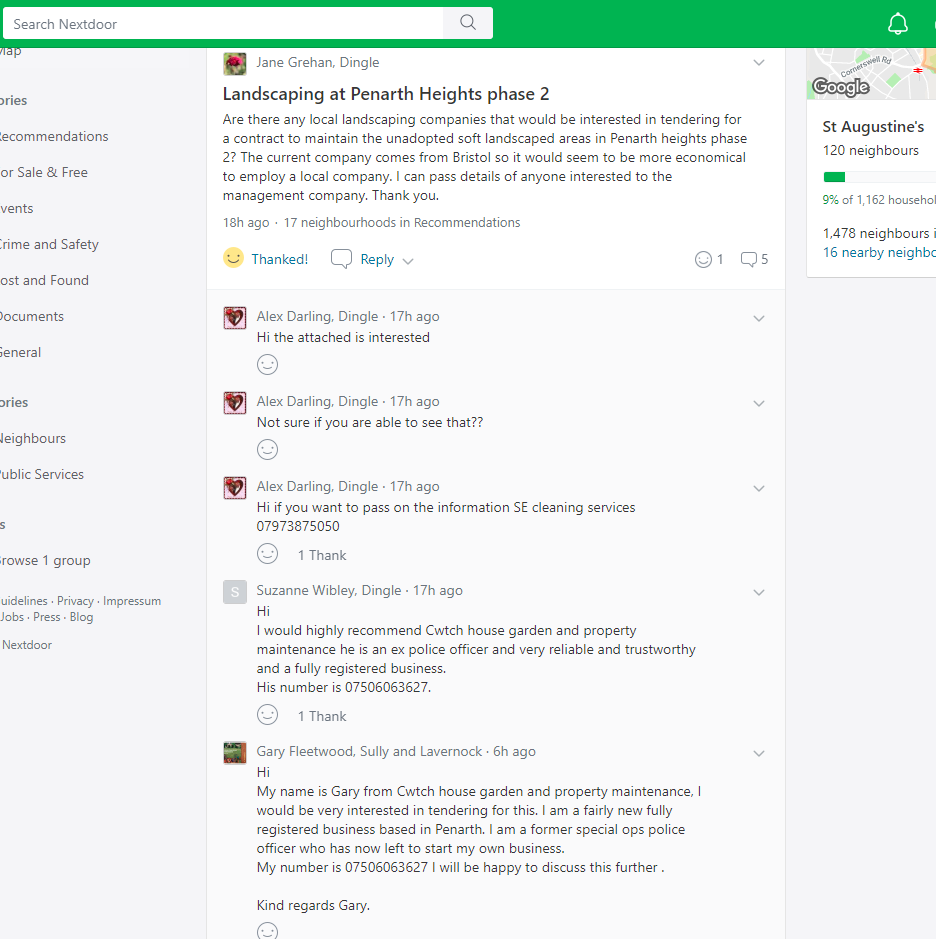 Search Nextdoor
Map
ories
Recommendations
or Sale & Free
vents
Crime and Safety
ost and Found
Documents
General
ories
Neighbours
Public Services
s
Browse 1 group
uidelines · Privacy · Impressum
Jobs · Press · Blog
Nextdoor
Jane Grehan, Dingle
Landscaping at Penarth Heights phase 2
Are there any local landscaping companies that would be interested in tendering for
a contract to maintain the unadopted soft landscaped areas in Penarth heights phase
2? The current company comes from Bristol so it would seem to be more economical
to employ a local company. I can pass details of anyone interested to the
management company. Thank you.
18h ago · 17 neighbourhoods in Recommendations
Thanked! Reply 1 5
Alex Darling, Dingle · 17h ago
Hi the attached is interested
Alex Darling, Dingle · 17h ago
Not sure if you are able to see that??
Alex Darling, Dingle · 17h ago
Hi if you want to pass on the information SE cleaning services
07973875050
1 Thank
S
Suzanne Wibley, Dingle · 17h ago
Hi
I would highly recommend Cwtch house garden and property
maintenance he is an ex police officer and very reliable and trustworthy
and a fully registered business.
His number is 07506063627.
1 Thank
Gary Fleetwood, Sully and Lavernock · 6h ago
Hi
My name is Gary from Cwtch house garden and property maintenance, I
would be very interested in tendering for this. I am a fairly new fully
registered business based in Penarth. I am a former special ops police
officer who has now left to start my own business.
My number is 07506063627 I will be happy to discuss this further .
Kind regards Gary.
Cornerswell Rd
Google
St Augustine's
120 neighbours
9% of 1,162 househol
1,478 neighbours i
16 nearby neighbo